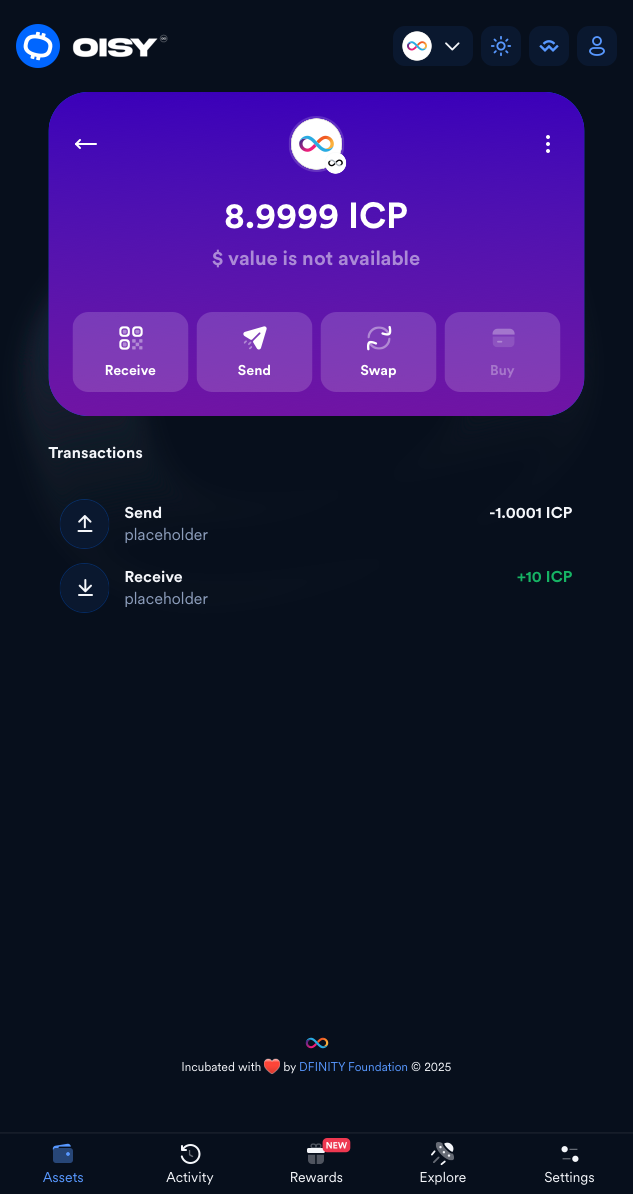 OISY
8.9999 ICP
$ value is not available
Receive
Send
Swap
Buy
Transactions
Send
-1.0001 ICP
placeholder
Receive
+10 ICP
placeholder
Incubated with ❤️ by DFINITY Foundation © 2025
NEW
Assets
Activity
Rewards
Explore
Settings